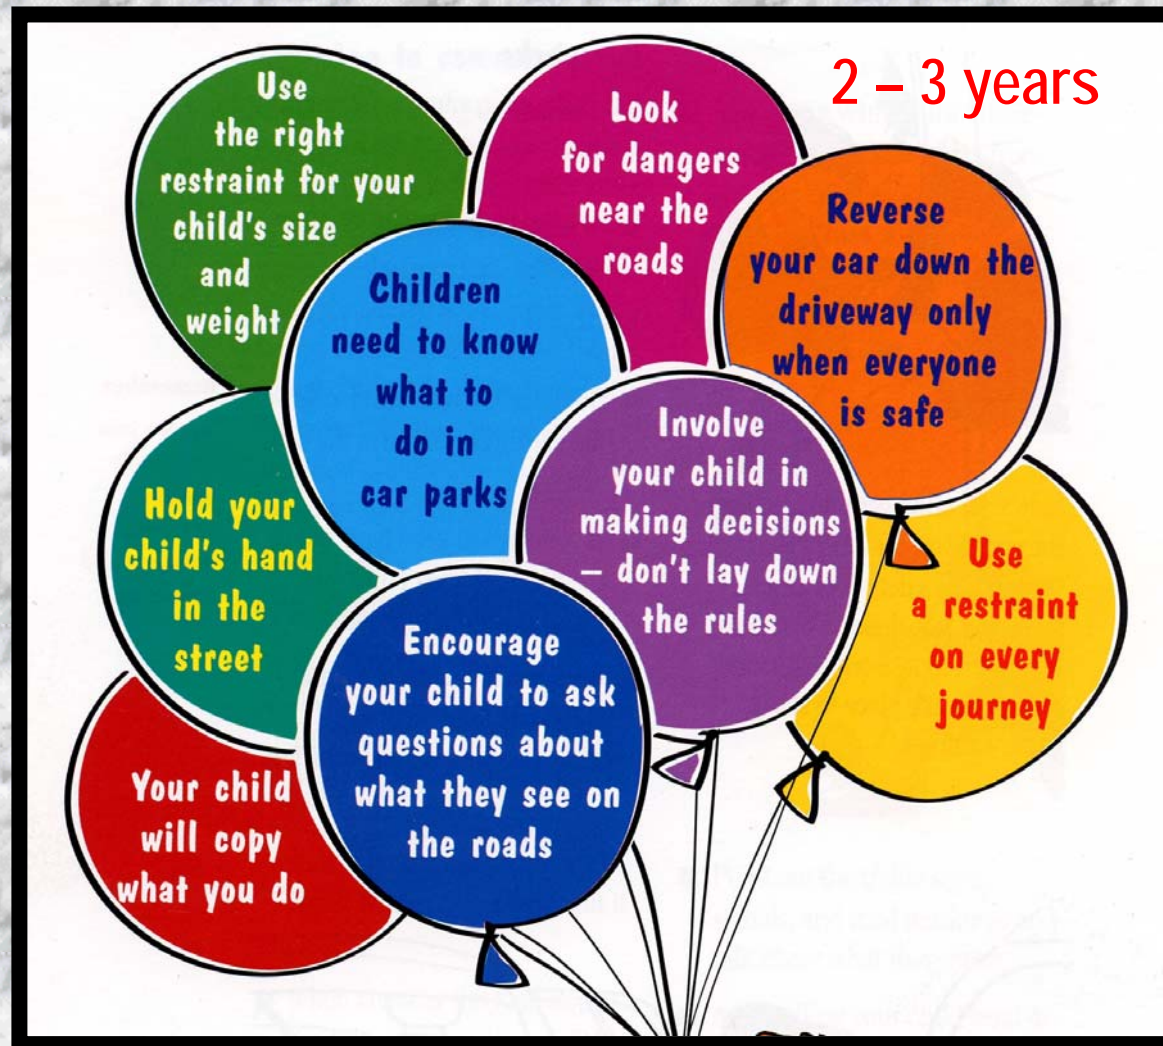 2 – 3 years
Use
the right
restraint for your
child's size
and
weight
Look
for dangers
near the
roads
Reverse
your car down the
driveway only
when everyone
is safe
Children
need to know
what to
do in
car parks
Involve
your child in
making decisions
– don't lay down
the rules
Hold your
child's hand
in the
street
Use
a restraint
on every
journey
Encourage
your child to ask
questions about
what they see on
the roads
Your child
will copy
what you do